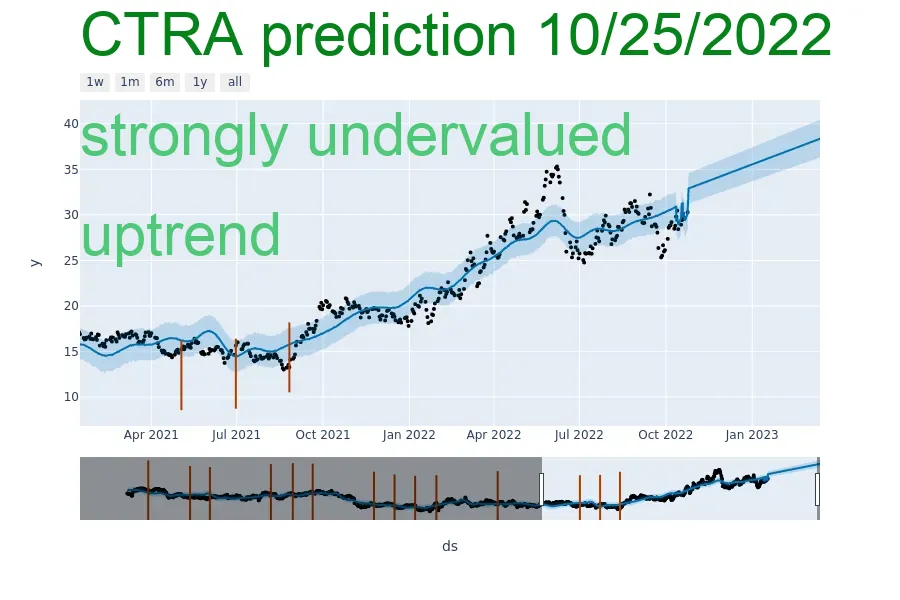 CTRA prediction 10/25/2022
1w 1m 6m 1y all
strongly undervalued
uptrend
40
35
30
25
20
15
10
y
Apr 2021 Jul 2021 Oct 2021 Jan 2022 Apr 2022 Jul 2022 Oct 2022 Jan 2023
ds